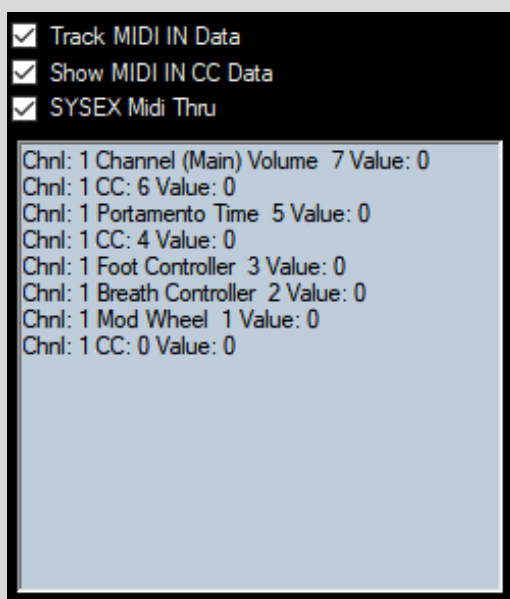 Track MIDI IN Data
Show MIDI IN CC Data
SYSEX Midi Thru
Chnl: 1 Channel (Main) Volume  7 Value: 0
Chnl: 1 CC: 6 Value: 0
Chnl: 1 Portamento Time  5 Value: 0
Chnl: 1 CC: 4 Value: 0
Chnl: 1 Foot Controller  3 Value: 0
Chnl: 1 Breath Controller  2 Value: 0
Chnl: 1 Mod Wheel  1 Value: 0
Chnl: 1 CC: 0 Value: 0